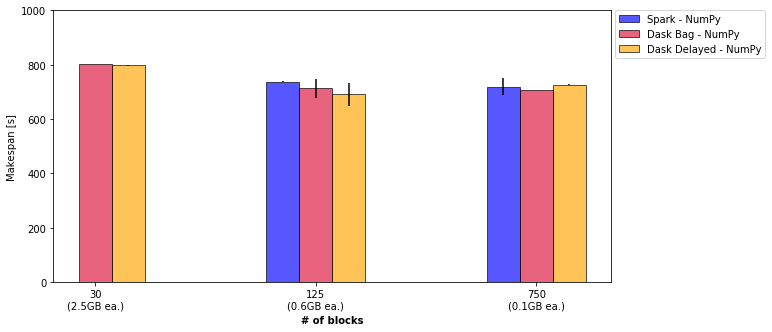 1000
800
600
400
200
0
Makespan [s]
30
(2.5GB ea.)
125
(0.6GB ea.)
750
(0.1GB ea.)
# of blocks
Spark - NumPy
Dask Bag - NumPy
Dask Delayed - NumPy